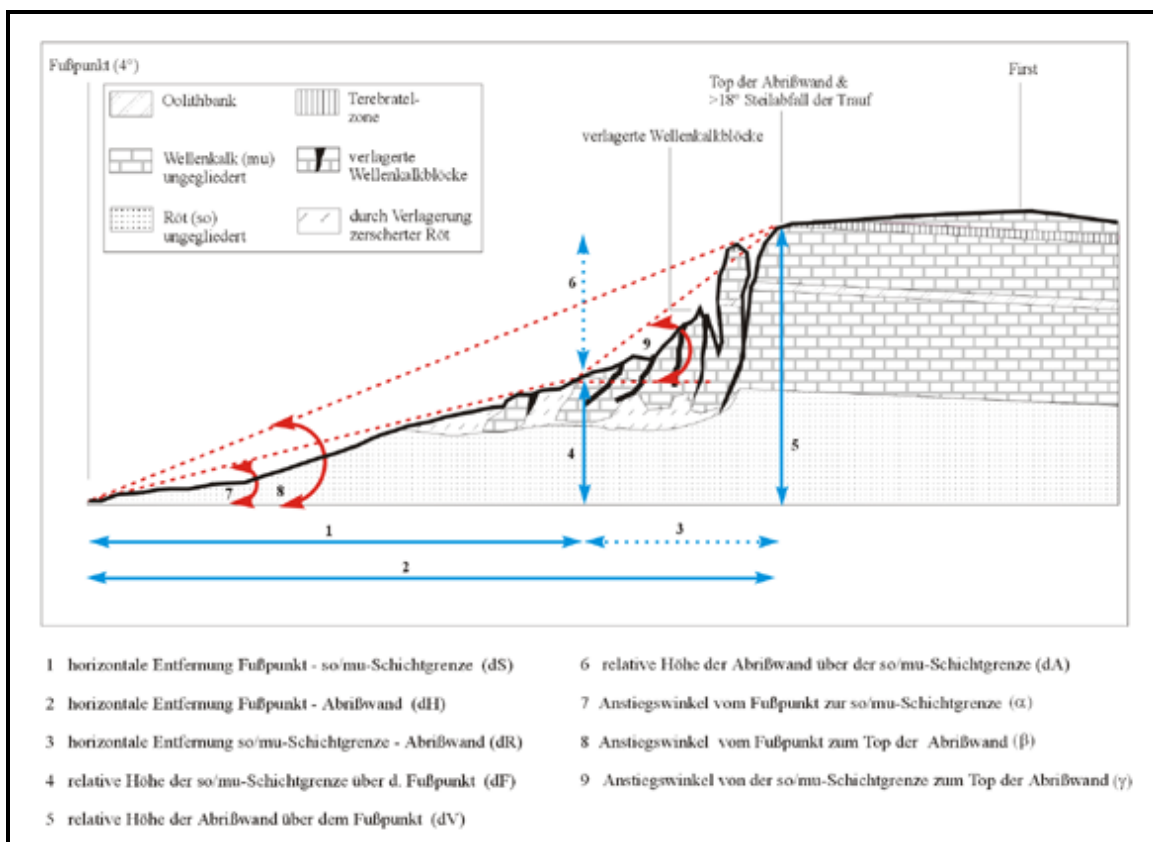 Fußpunkt (4°)
First
Top der Abrißwand &
>18° Steilabfall der Trauf
verlagerte Wellenkalkblöcke
Oolithbank
Terebratel-
zone
Wellenkalk (mu)
ungegliedert
verlagerte
Wellenkalkblöcke
Röt (so)
ungegliedert
durch Verlagerung
zerscherter Röt
6
9
4
5
7
8
1
3
2
1 horizontale Entfernung Fußpunkt - so/mu-Schichtgrenze (dS)
2 horizontale Entfernung Fußpunkt - Abrißwand (dH)
3 horizontale Entfernung so/mu-Schichtgrenze - Abrißwand (dR)
4 relative Höhe der so/mu-Schichtgrenze über d. Fußpunkt (dF)
5 relative Höhe der Abrißwand über dem Fußpunkt (dV)
6 relative Höhe der Abrißwand über der so/mu-Schichtgrenze (dA)
7 Anstiegswinkel vom Fußpunkt zur so/mu-Schichtgrenze (α)
8 Anstiegswinkel vom Fußpunkt zum Top der Abrißwand (β)
9 Anstiegswinkel von der so/mu-Schichtgrenze zum Top der Abrißwand (γ)